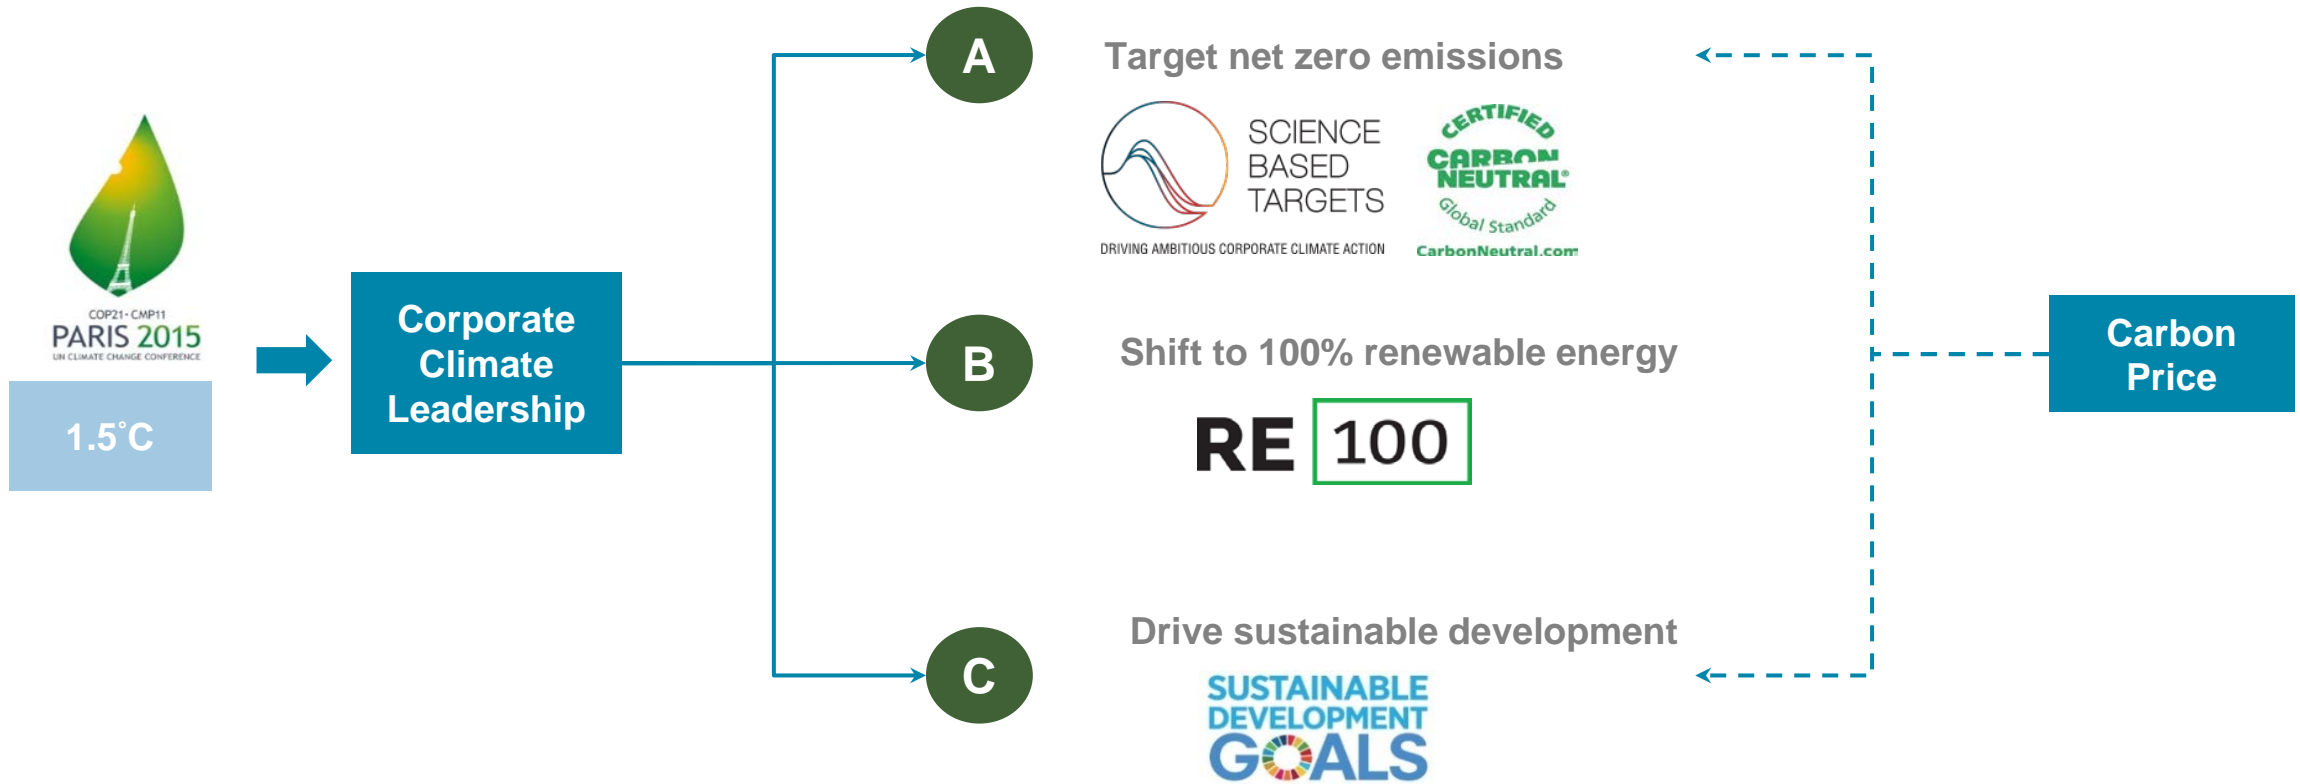 COP21 - CMP11
PARIS 2015
UN CLIMATE CHANGE CONFERENCE
1.5°C
Corporate
Climate
Leadership
A
Target net zero emissions
SCIENCE
BASED
TARGETS
DRIVING AMBITIOUS CORPORATE CLIMATE ACTION
CERTIFIED
CARBON
NEUTRAL®
Global Standard
CarbonNeutral.com
B
Shift to 100% renewable energy
RE 100
C
Drive sustainable development
SUSTAINABLE
DEVELOPMENT
GOALS
Carbon
Price